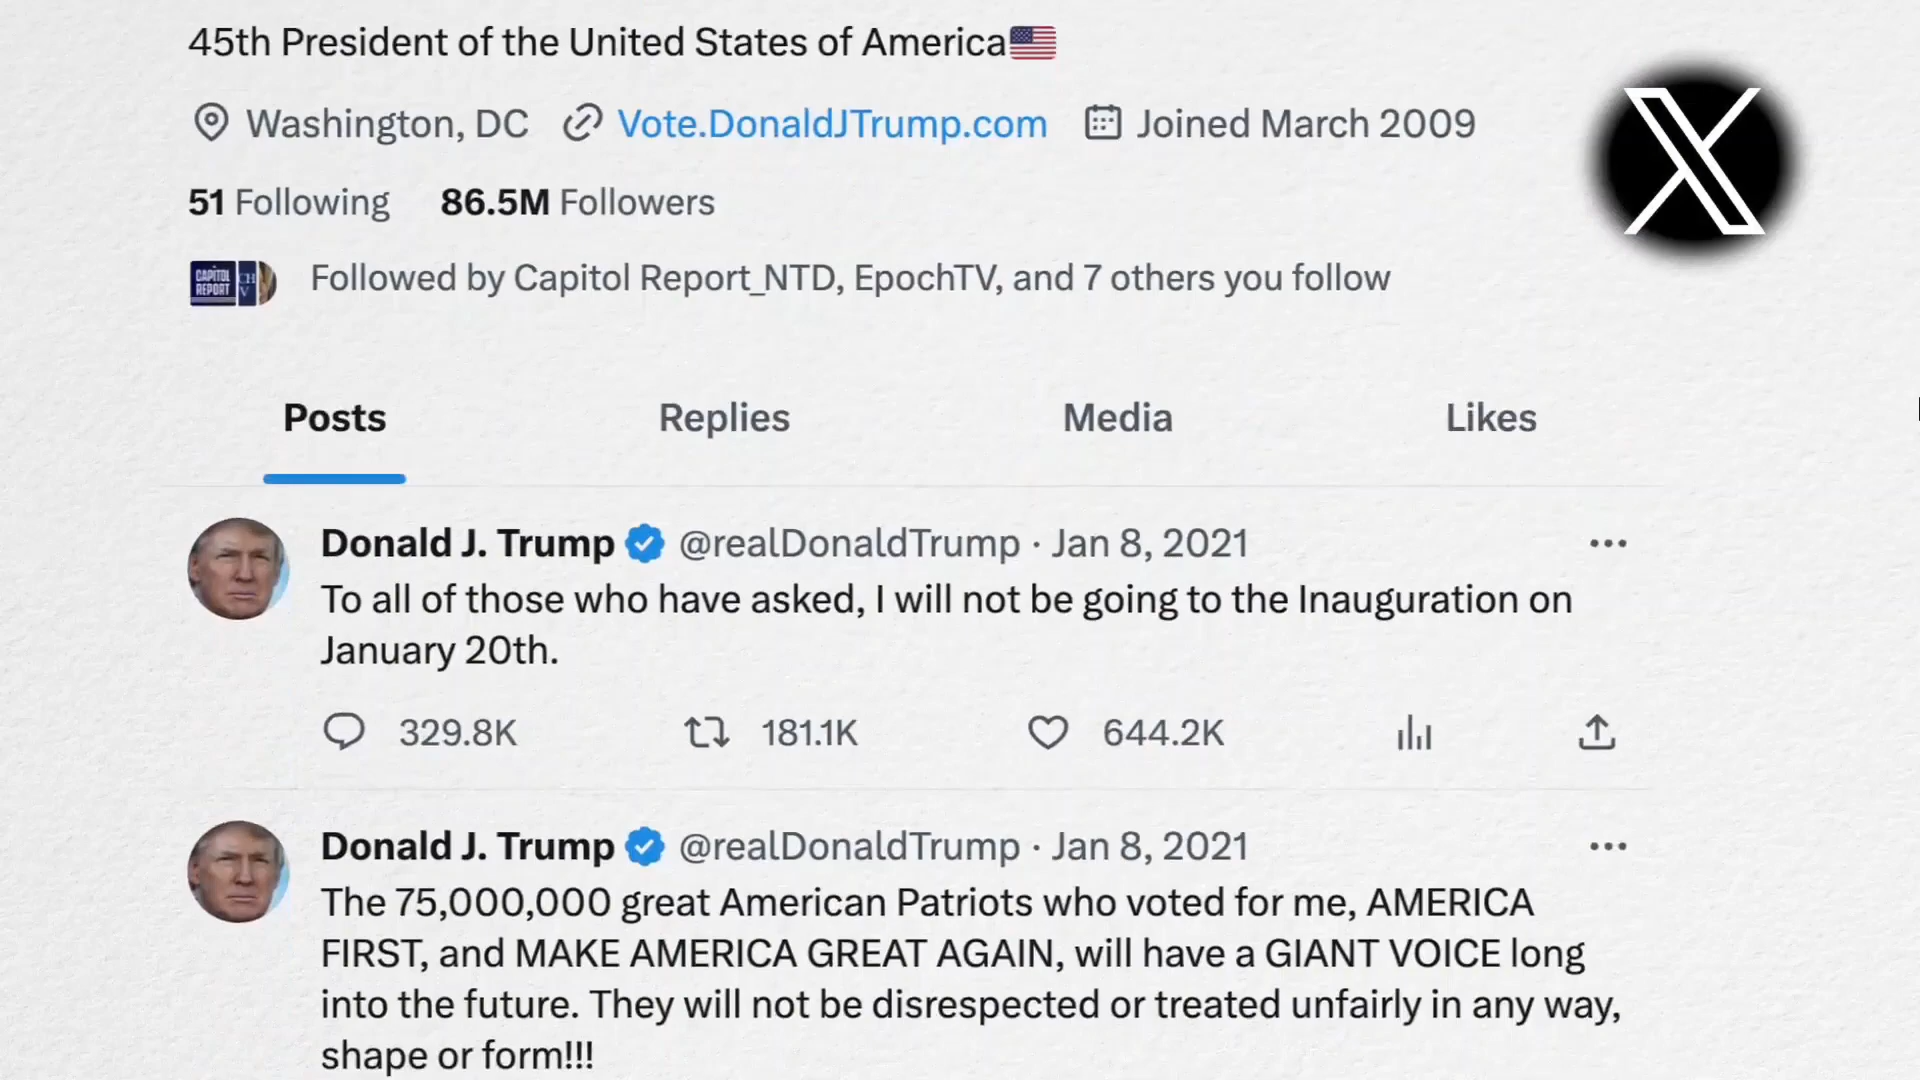 45th President of the United States of America
Washington, DC Vote.DonaldJTrump.com Joined March 2009
51 Following 86.5M Followers
CAPITOL REPORT
CH
V
Followed by Capitol Report_NTD, EpochTV, and 7 others you follow
Posts Replies Media Likes
Donald J. Trump @realDonaldTrump · Jan 8, 2021
To all of those who have asked, I will not be going to the Inauguration on
January 20th.
329.8K 181.1K 644.2K
Donald J. Trump @realDonaldTrump · Jan 8, 2021
The 75,000,000 great American Patriots who voted for me, AMERICA
FIRST, and MAKE AMERICA GREAT AGAIN, will have a GIANT VOICE long
into the future. They will not be disrespected or treated unfairly in any way,
shape or form!!!